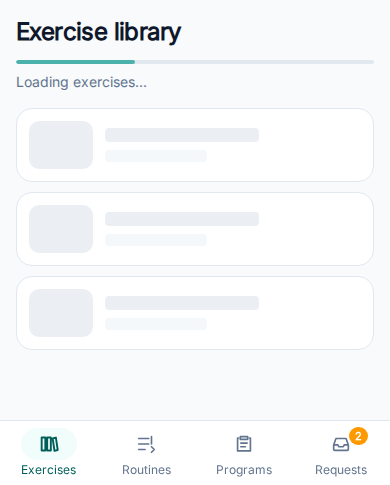 Exercise library
Loading exercises...
2
Exercises
Routines
Programs
Requests